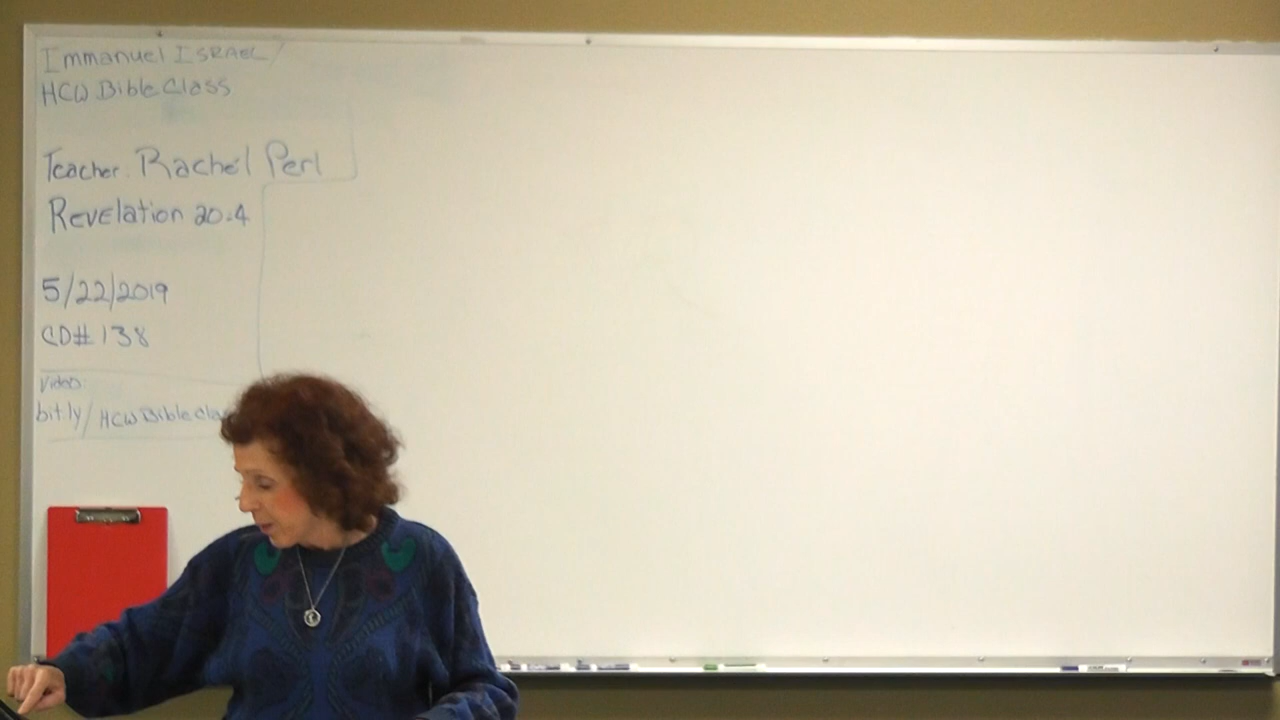 Immanuel ISRAEL/
HCW Bible Class
Teacher: Rachel Perl
Revelation 20:4
5/22/2019
CD# 138
Video:
bit.ly/HCWBibleclas